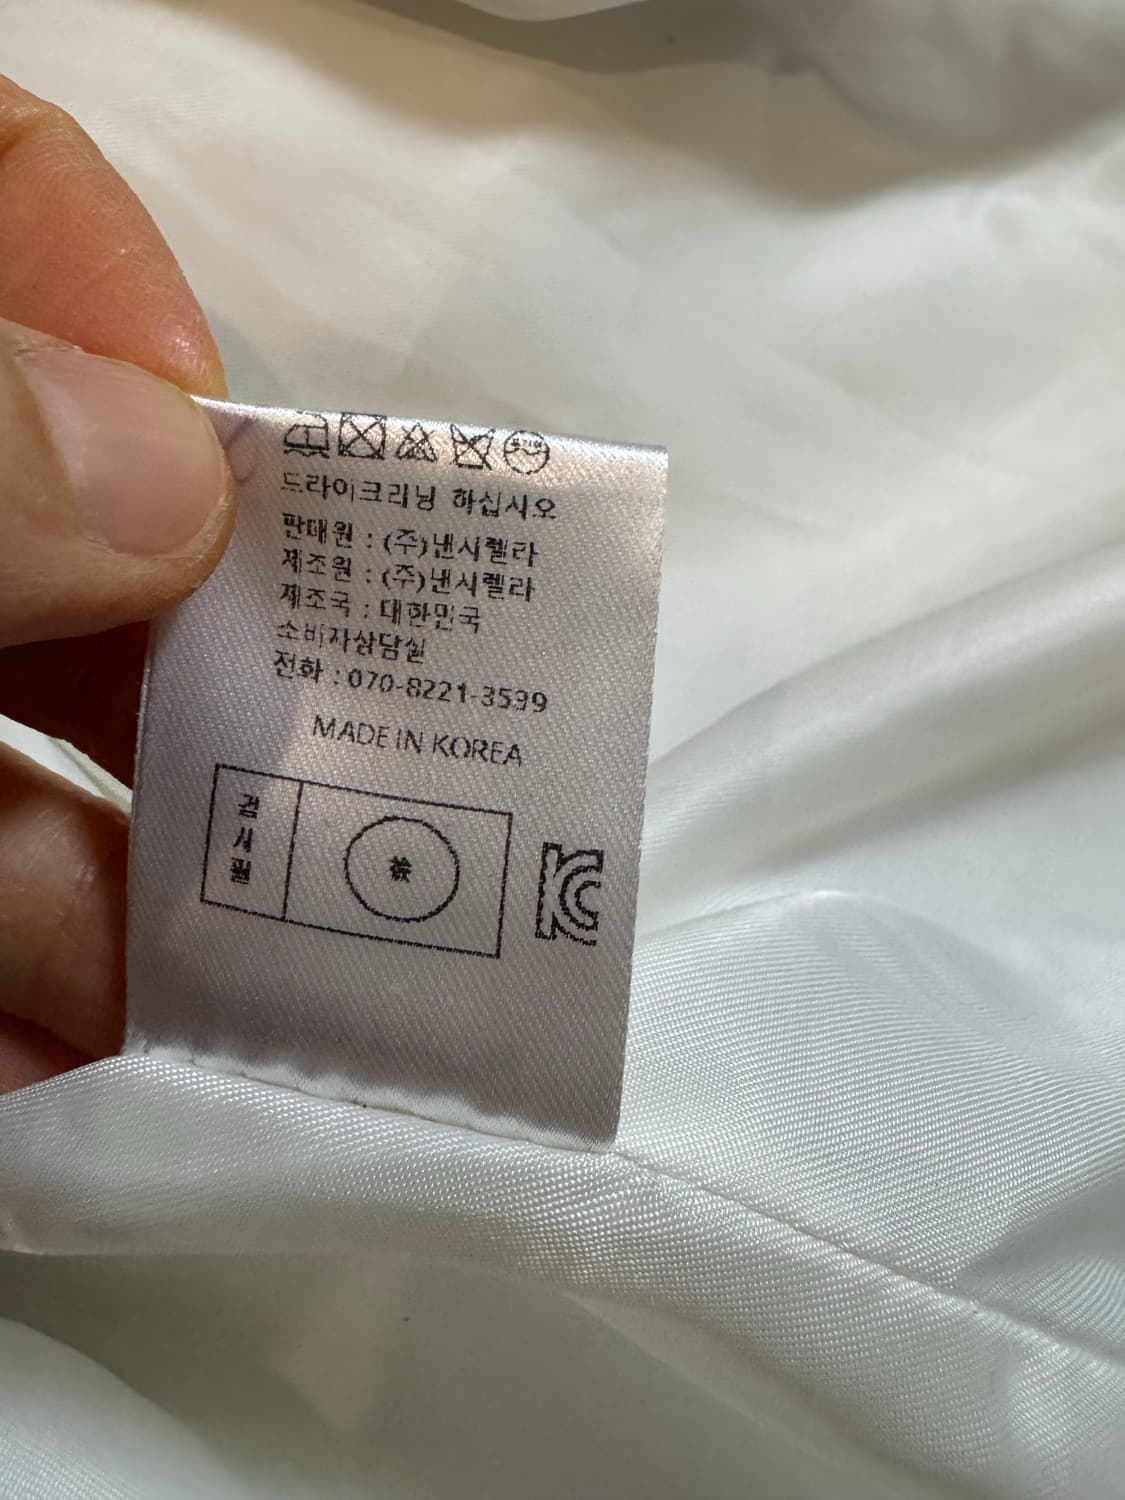 드라이크리닝 하십시오
판매원 : (주)낸시렐라
제조원 : (주)낸시렐라
제조국 : 대한민국
소비자상담실
전화 : 070-8221-3539
MADE IN KOREA
검사필
檢
KC